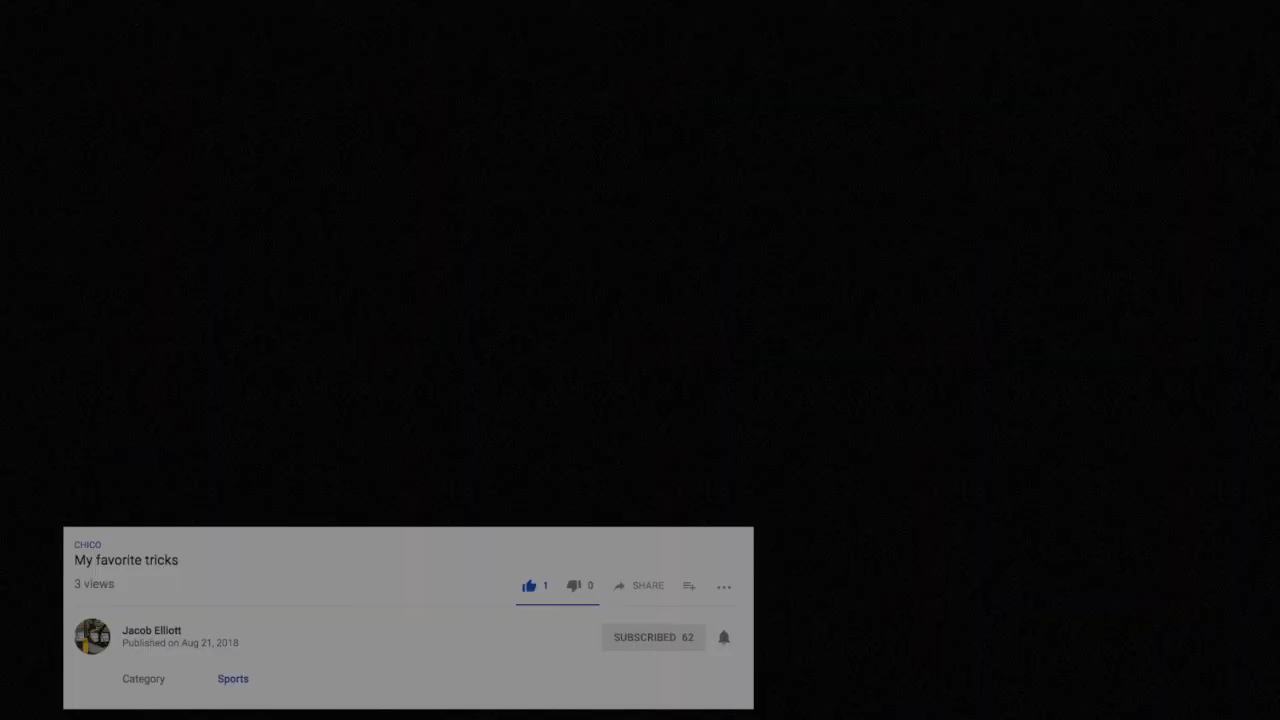 CHICO
My favorite tricks
3 views
1 0 SHARE
Jacob Elliott
Published on Aug 21, 2018
SUBSCRIBED 62
Category Sports